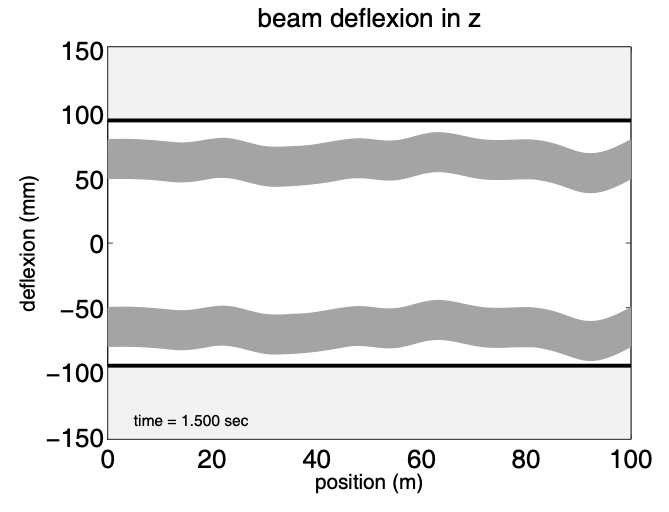 beam deflexion in z
150
100
50
0
−50
−100
−150
deflexion (mm)
time = 1.500 sec
0 20 40 60 80 100
position (m)